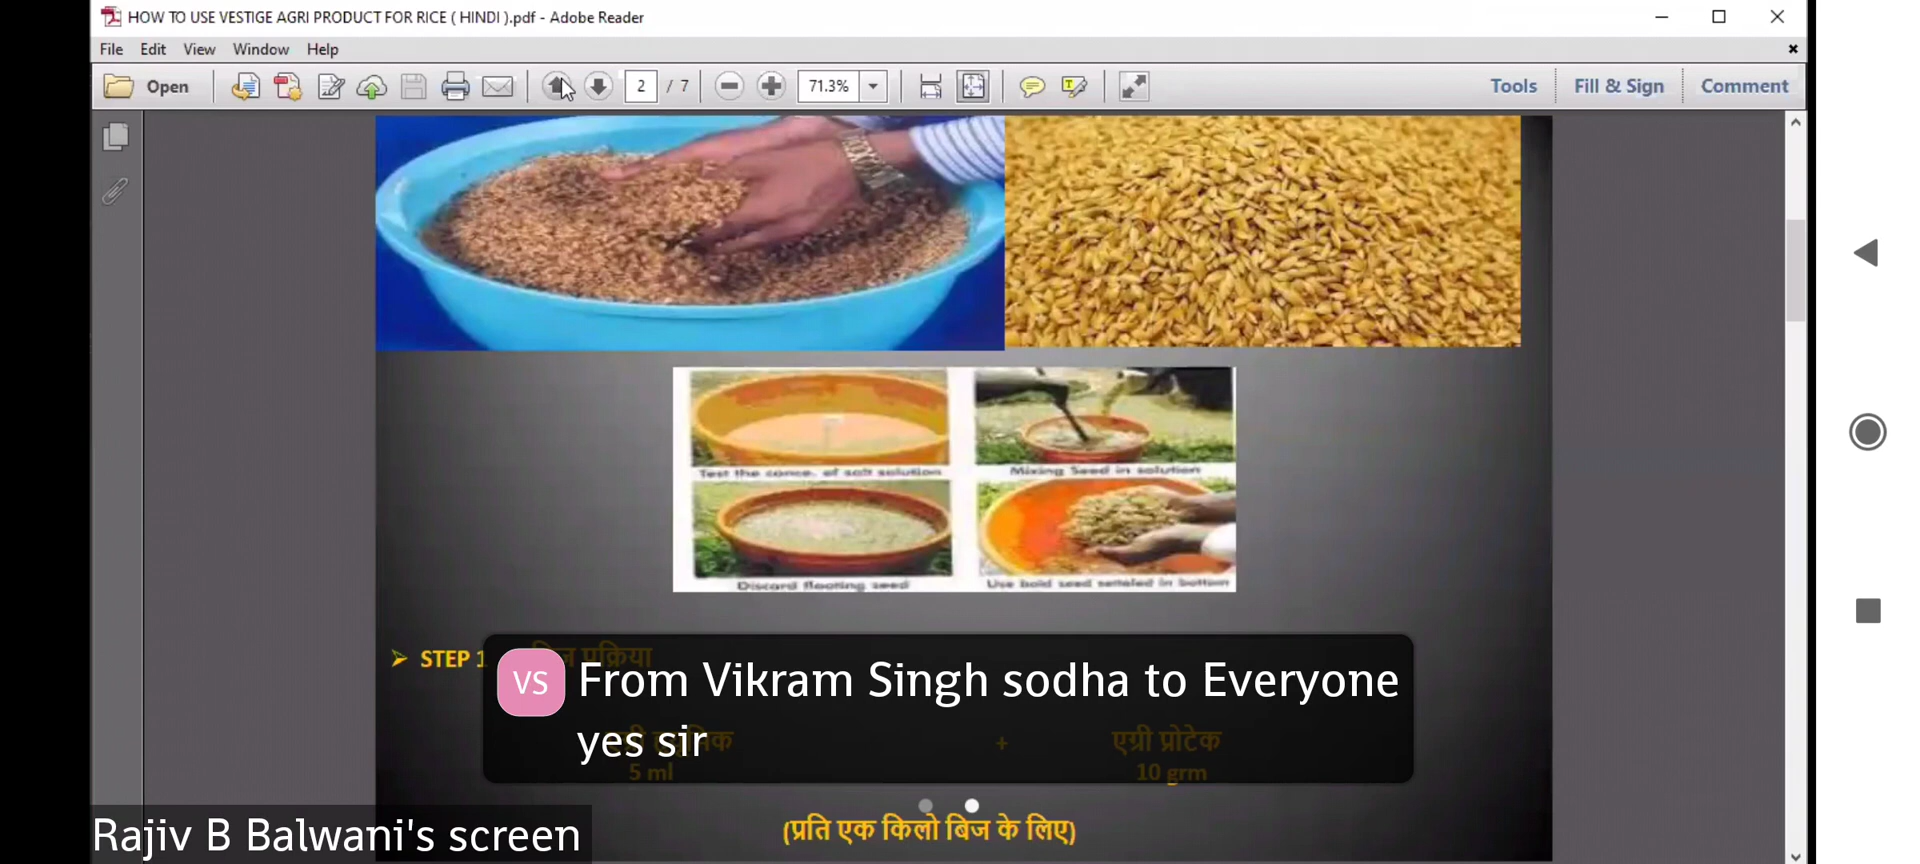 HOW TO USE VESTIGE AGRI PRODUCT FOR RICE ( HINDI ).pdf - Adobe Reader
File Edit View Window Help
Open 2 / 7 71.3% Tools Fill & Sign Comment
Test the conce. of salt solution
Mixing Seed in solution
Discard floating seed
Use bold seed setteled in bottom
STEP 1 बिज प्रक्रिया
VS From Vikram Singh sodha to Everyone
yes sir
+ एग्री प्रोटेक
5 ml 10 grm
(प्रति एक किलो बिज के लिए)
Rajiv B Balwani's screen